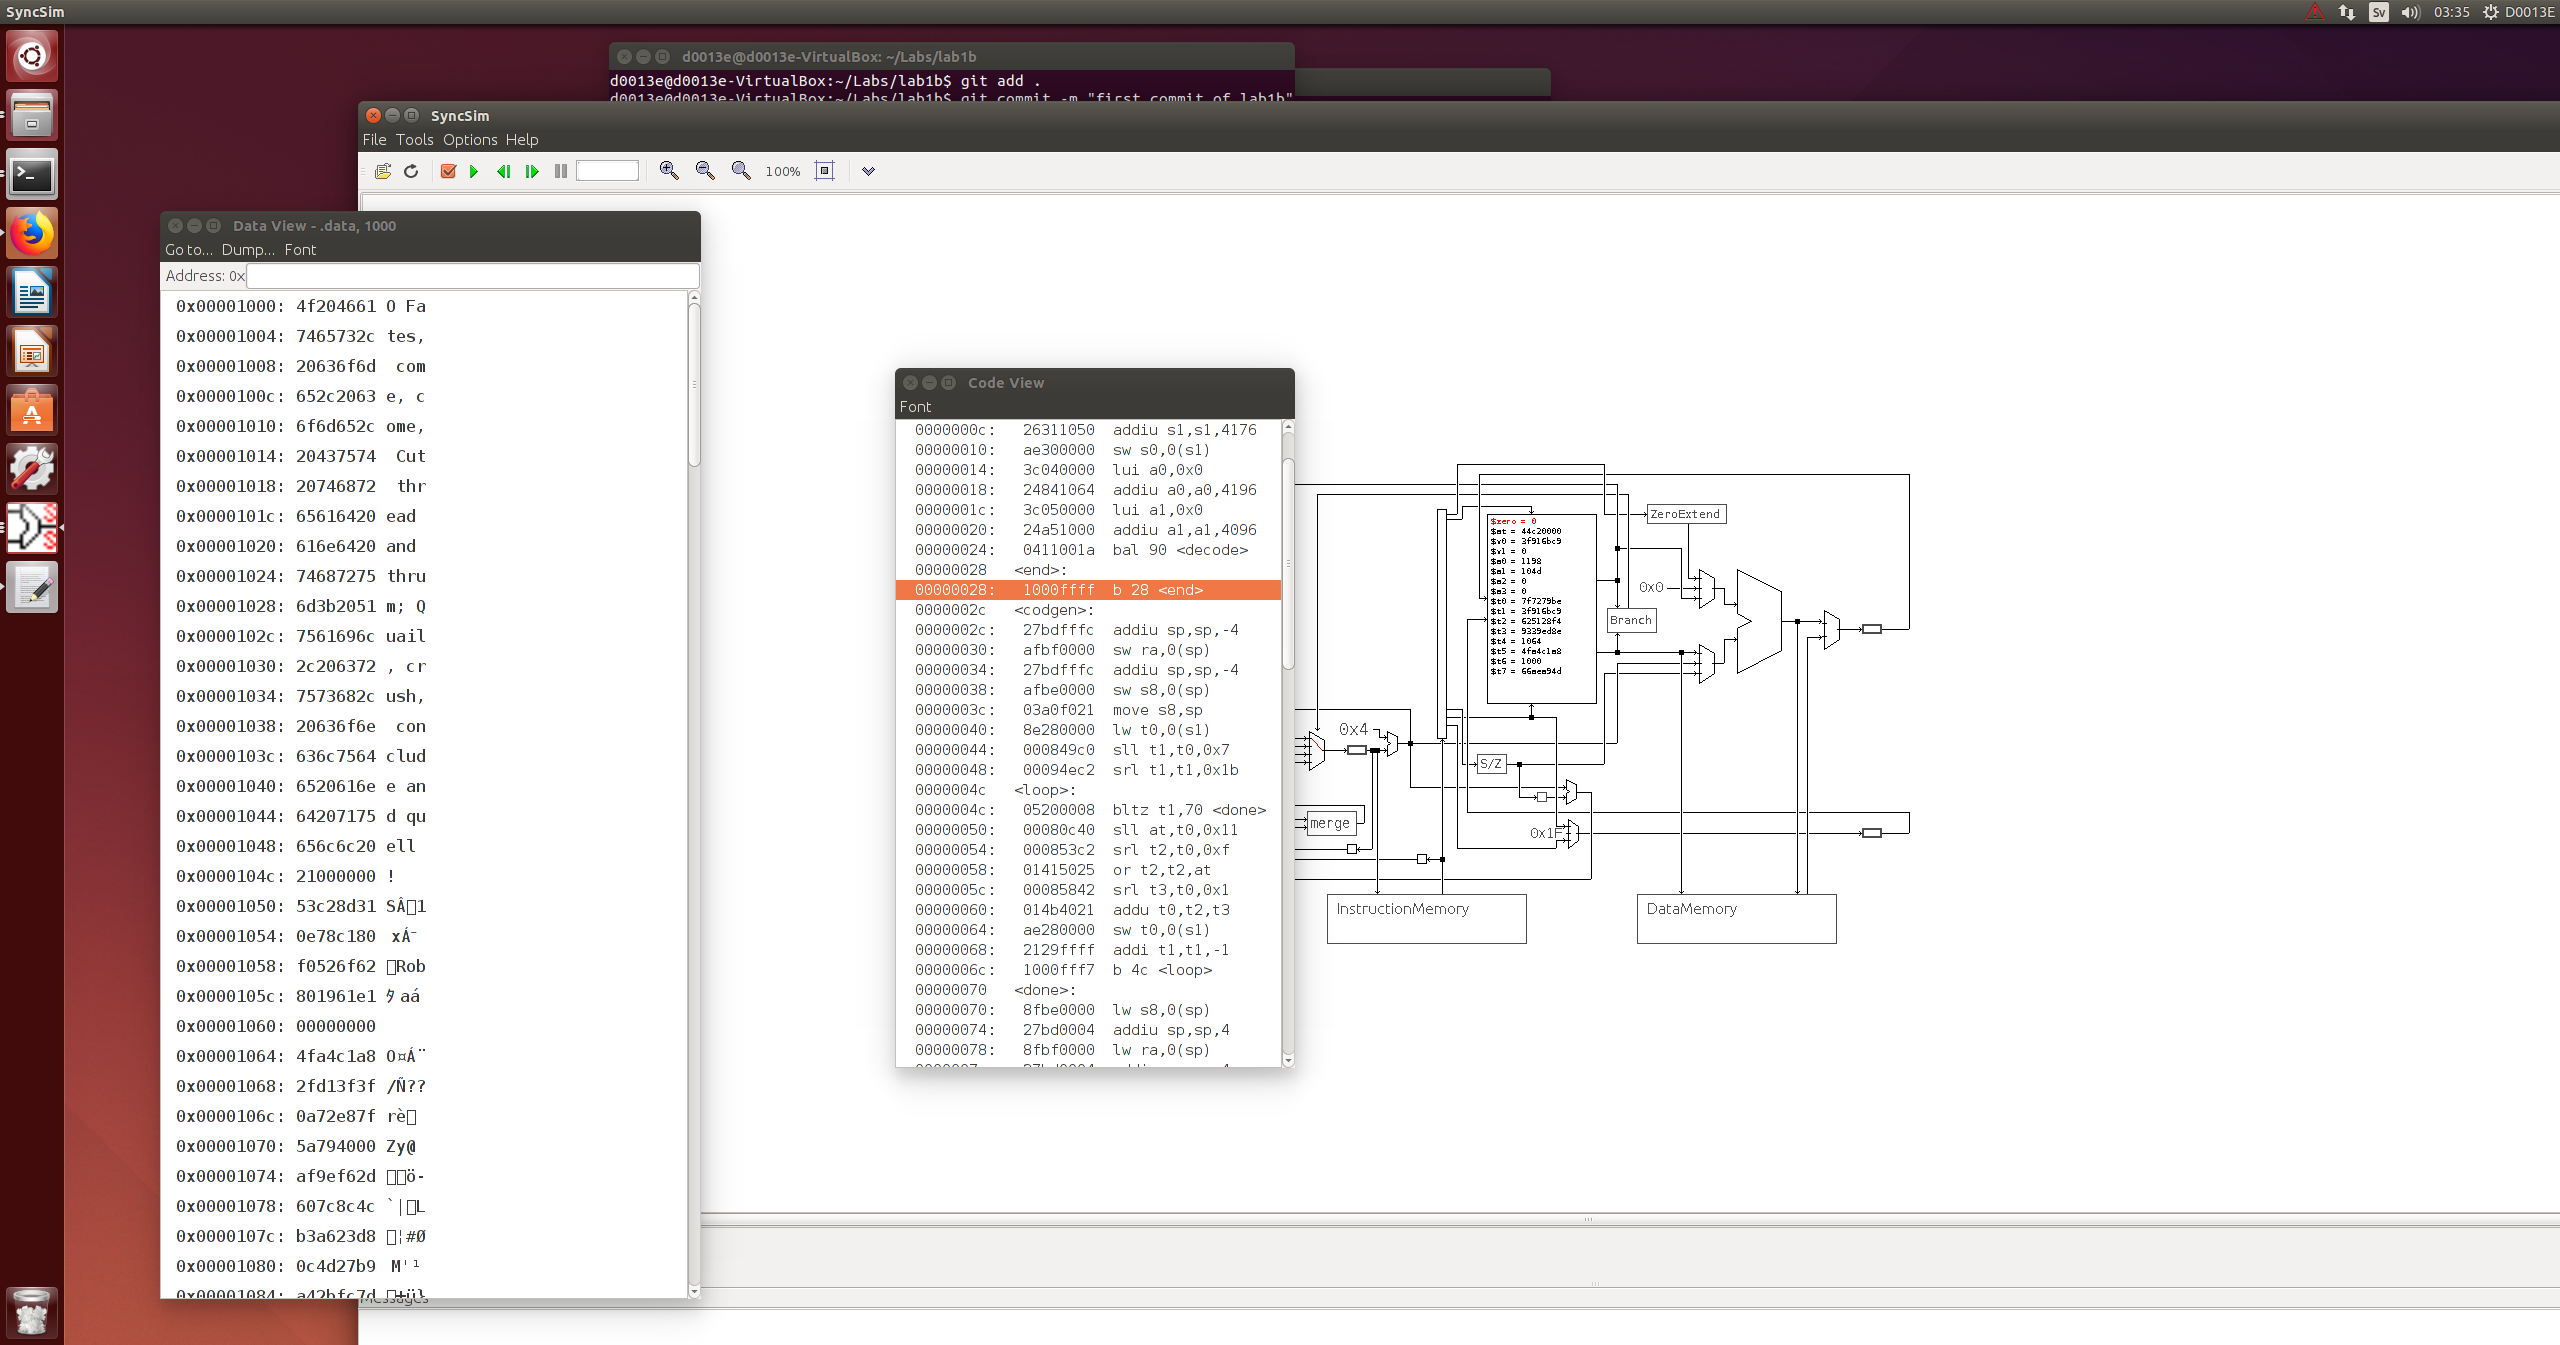 SyncSim
Sv
03:35
D0013E
d0013e@d0013e-VirtualBox: ~/Labs/lab1b
d0013e@d0013e-VirtualBox:~/Labs/lab1b$ git add .
d0013e@d0013e-VirtualBox:~/Labs/lab1b$ git commit -m "first commit of lab1b"
SyncSim
File Tools Options Help
100%
Data View - .data, 1000
Go to... Dump... Font
Address: 0x
0x00001000: 4f204661 O Fa
0x00001004: 7465732c tes,
0x00001008: 20636f6d  com
0x0000100c: 652c2063 e, c
0x00001010: 6f6d652c ome,
0x00001014: 20437574  Cut
0x00001018: 20746872  thr
0x0000101c: 65616420 ead
0x00001020: 616e6420 and
0x00001024: 74687275 thru
0x00001028: 6d3b2051 m; Q
0x0000102c: 7561696c uail
0x00001030: 2c206372 , cr
0x00001034: 7573682c ush,
0x00001038: 20636f6e  con
0x0000103c: 636c7564 clud
0x00001040: 6520616e e an
0x00001044: 64207175 d qu
0x00001048: 656c6c20 ell
0x0000104c: 21000000 !
0x00001050: 53c28d31 SÂ1
0x00001054: 0e78c180 xÁ
0x00001058: f0526f62 Rob
0x0000105c: 801961e1 aá
0x00001060: 00000000
0x00001064: 4fa4c1a8 O¤Á¨
0x00001068: 2fd13f3f /Ñ??
0x0000106c: 0a72e87f rè
0x00001070: 5a794000 Zy@
0x00001074: af9ef62d ö-
0x00001078: 607c8c4c `|L
0x0000107c: b3a623d8 ¦#Ø
0x00001080: 0c4d27b9 M'¹
0x00001084: a42bfc7d +ü}
Messages
Code View
Font
0000000c: 26311050 addiu s1,s1,4176
00000010: ae300000 sw s0,0(s1)
00000014: 3c040000 lui a0,0x0
00000018: 24841064 addiu a0,a0,4196
0000001c: 3c050000 lui a1,0x0
00000020: 24a51000 addiu a1,a1,4096
00000024: 0411001a bal 90 <decode>
00000028 <end>:
00000028: 1000ffff b 28 <end>
0000002c <codgen>:
0000002c: 27bdfffc addiu sp,sp,-4
00000030: afbf0000 sw ra,0(sp)
00000034: 27bdfffc addiu sp,sp,-4
00000038: afbe0000 sw s8,0(sp)
0000003c: 03a0f021 move s8,sp
00000040: 8e280000 lw t0,0(s1)
00000044: 000849c0 sll t1,t0,0x7
00000048: 00094ec2 srl t1,t1,0x1b
0000004c <loop>:
0000004c: 05200008 bltz t1,70 <done>
00000050: 00080c40 sll at,t0,0x11
00000054: 000853c2 srl t2,t0,0xf
00000058: 01415025 or t2,t2,at
0000005c: 00085842 srl t3,t0,0x1
00000060: 014b4021 addu t0,t2,t3
00000064: ae280000 sw t0,0(s1)
00000068: 2129ffff addi t1,t1,-1
0000006c: 1000fff7 b 4c <loop>
00000070 <done>:
00000070: 8fbe0000 lw s8,0(sp)
00000074: 27bd0004 addiu sp,sp,4
00000078: 8fbf0000 lw ra,0(sp)
$zero = 0
$at = 44c20000
$v0 = 3f916bc9
$v1 = 0
$a0 = 1198
$a1 = 104d
$a2 = 0
$a3 = 0
$t0 = 7f7279be
$t1 = 3f916bc9
$t2 = 625128f4
$t3 = 9339ed8e
$t4 = 1064
$t5 = 4fa4c1a8
$t6 = 1000
$t7 = 66aea94d
ZeroExtend
0x0
Branch
0x4
S/Z
merge
0x1F
InstructionMemory
DataMemory